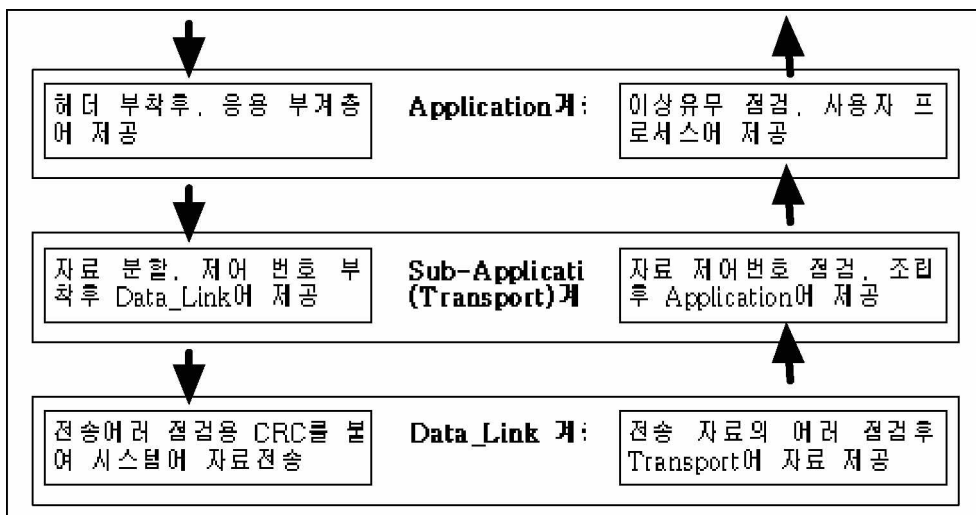 헤더 부착후, 응용 부계층
에 제공
Application계
이상유무 점검, 사용자 프
로세스에 제공
자료 분할, 제어 번호 부
착후 Data_Link에 제공
Sub-Applicati
(Transport)계
자료 제어번호 점검, 조립
후 Application에 제공
전송에러 점검용 CRC를 붙
여 시스템에 자료전송
Data_Link 계
전송 자료의 에러 점검후
Transport에 자료 제공